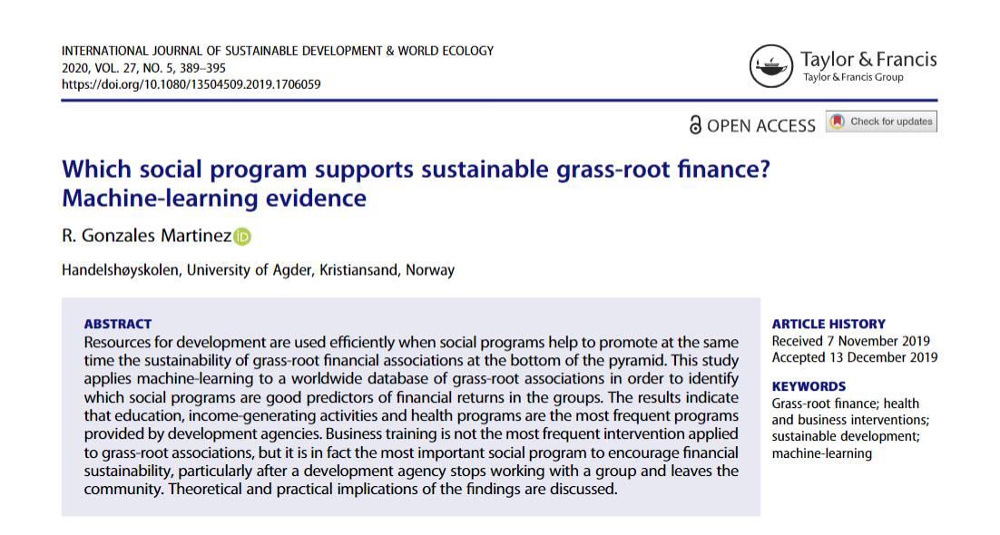 INTERNATIONAL JOURNAL OF SUSTAINABLE DEVELOPMENT & WORLD ECOLOGY
2020, VOL. 27, NO. 5, 389–395
https://doi.org/10.1080/13504509.2019.1706059
Taylor & Francis
Taylor & Francis Group
OPEN ACCESS
Check for updates
Which social program supports sustainable grass-root finance?
Machine-learning evidence
R. Gonzales Martinez iD
Handelshøyskolen, University of Agder, Kristiansand, Norway
ABSTRACT
Resources for development are used efficiently when social programs help to promote at the same
time the sustainability of grass-root financial associations at the bottom of the pyramid. This study
applies machine-learning to a worldwide database of grass-root associations in order to identify
which social programs are good predictors of financial returns in the groups. The results indicate
that education, income-generating activities and health programs are the most frequent programs
provided by development agencies. Business training is not the most frequent intervention applied
to grass-root associations, but it is in fact the most important social program to encourage financial
sustainability, particularly after a development agency stops working with a group and leaves the
community. Theoretical and practical implications of the findings are discussed.
ARTICLE HISTORY
Received 7 November 2019
Accepted 13 December 2019
KEYWORDS
Grass-root finance; health
and business interventions;
sustainable development;
machine-learning